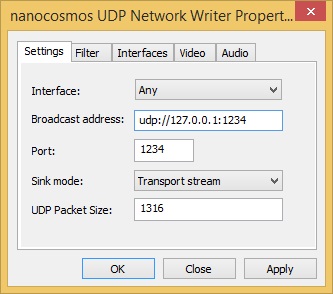 nanocosmos UDP Network Writer Propert...
Settings Filter Interfaces Video Audio
Interface: Any
Broadcast address: udp://127.0.0.1:1234
Port: 1234
Sink mode: Transport stream
UDP Packet Size: 1316
OK Close Apply